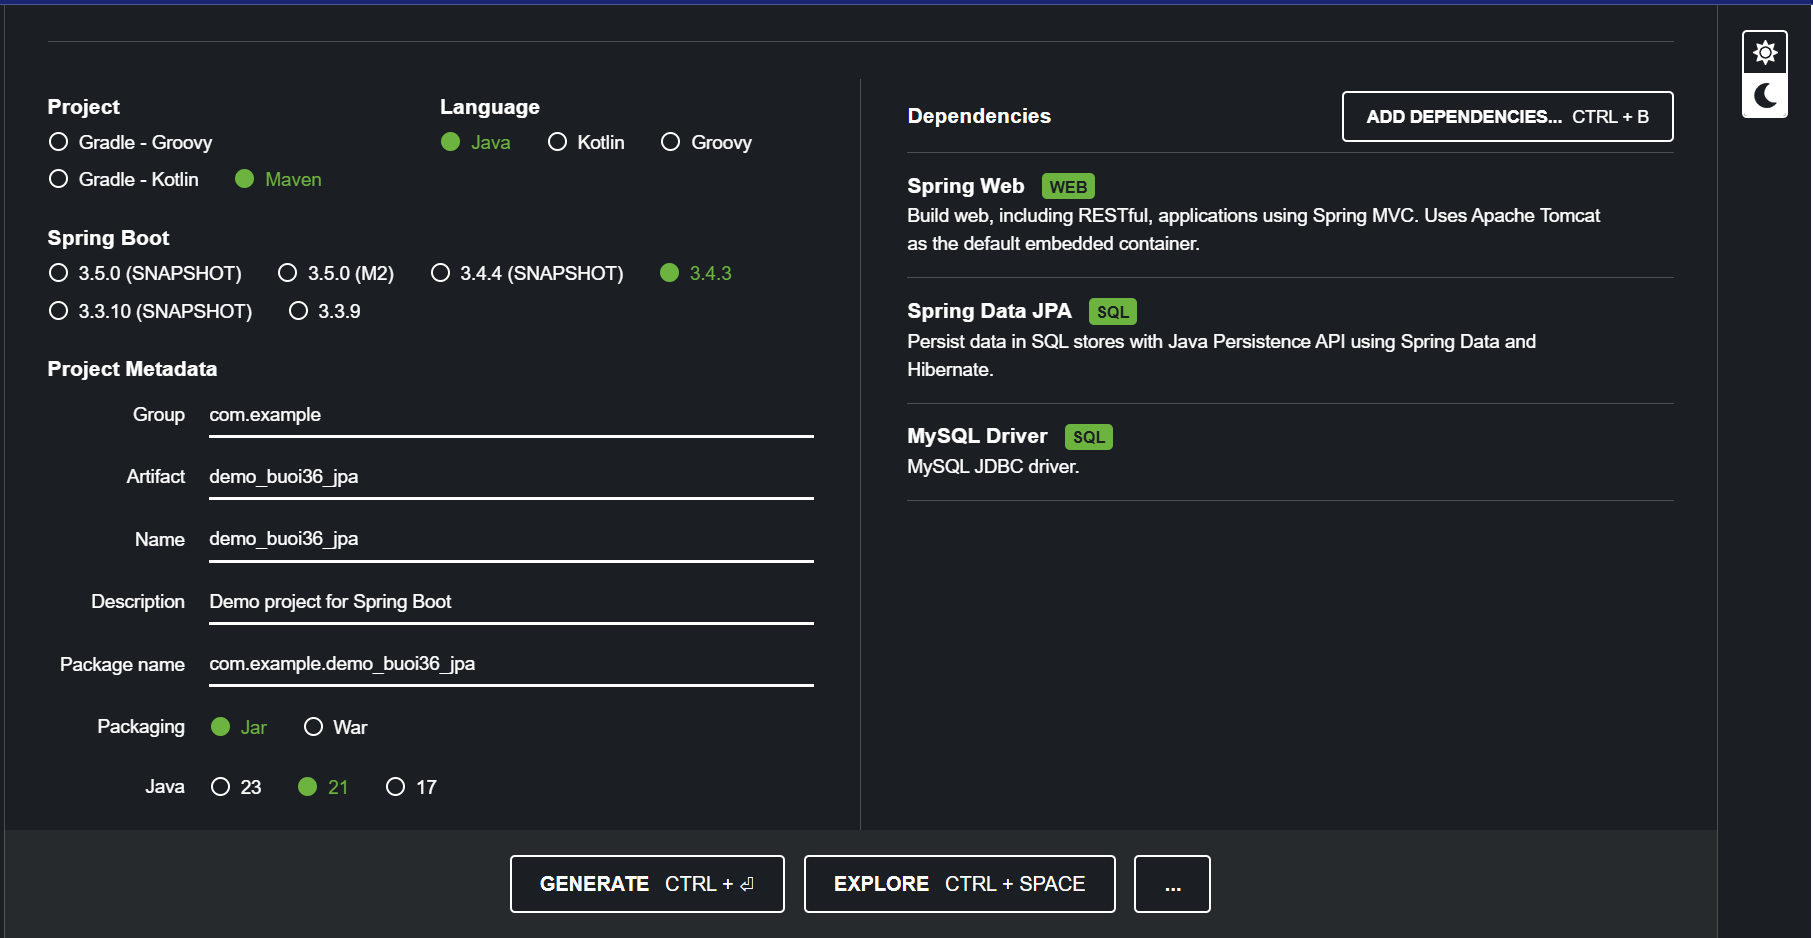 Project
Gradle - Groovy
Gradle - Kotlin Maven
Language
Java Kotlin Groovy
Spring Boot
3.5.0 (SNAPSHOT) 3.5.0 (M2) 3.4.4 (SNAPSHOT) 3.4.3
3.3.10 (SNAPSHOT) 3.3.9
Project Metadata
Group com.example
Artifact demo_buoi36_jpa
Name demo_buoi36_jpa
Description Demo project for Spring Boot
Package name com.example.demo_buoi36_jpa
Packaging Jar War
Java 23 21 17
Dependencies ADD DEPENDENCIES... CTRL + B
Spring Web WEB
Build web, including RESTful, applications using Spring MVC. Uses Apache Tomcat
as the default embedded container.
Spring Data JPA SQL
Persist data in SQL stores with Java Persistence API using Spring Data and
Hibernate.
MySQL Driver SQL
MySQL JDBC driver.
GENERATE CTRL + ⏎ EXPLORE CTRL + SPACE ...